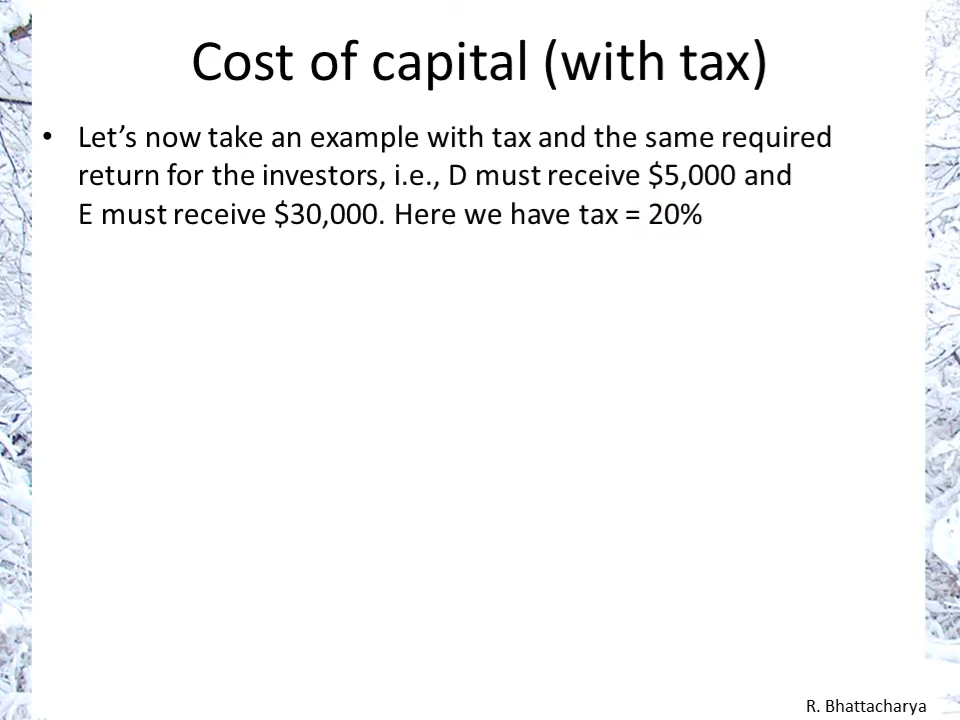 Cost of capital (with tax)
• Let’s now take an example with tax and the same required
return for the investors, i.e., D must receive $5,000 and
E must receive $30,000. Here we have tax = 20%
R. Bhattacharya